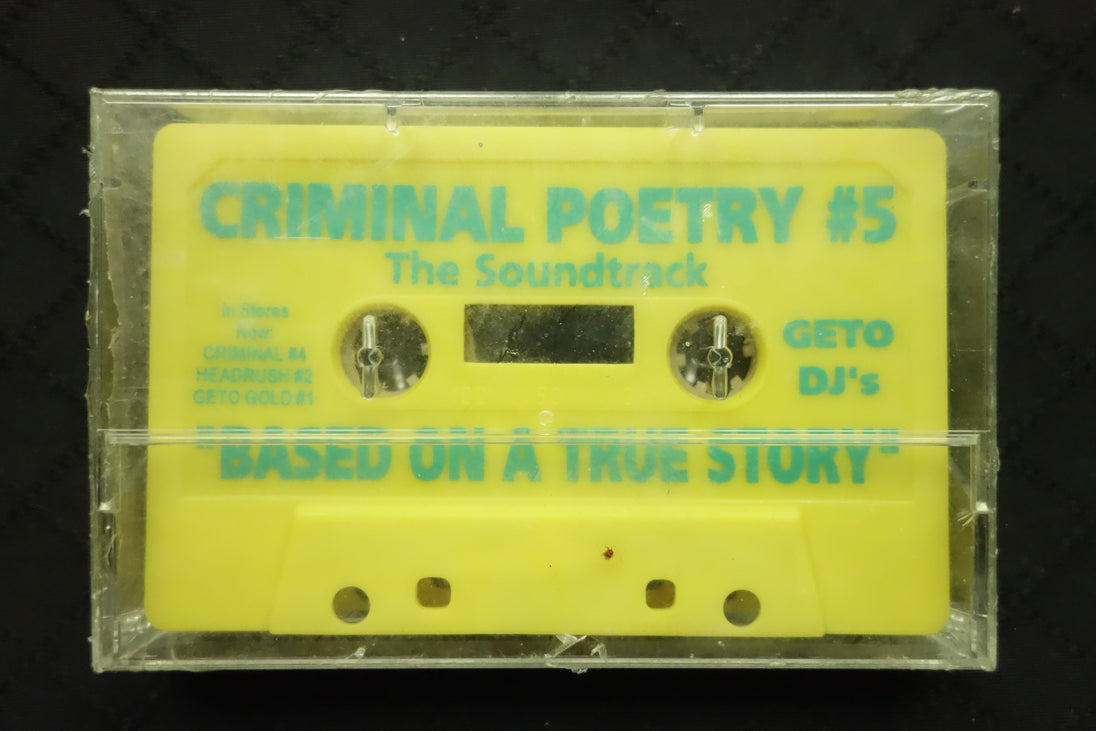 CRIMINAL POETRY #5
The Soundtrack
In Stores
Now:
CRIMINAL #4
HEADRUSH #2
GETO GOLD #1
GETO
DJ's
"BASED ON A TRUE STORY"